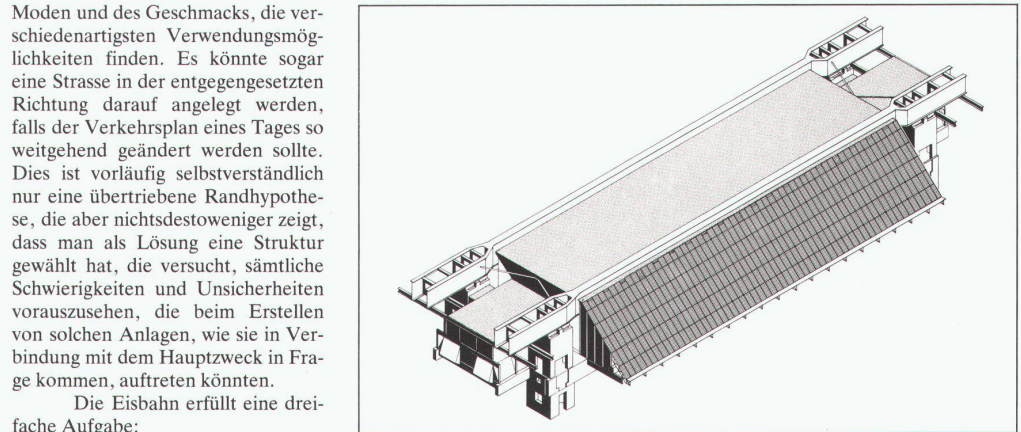 Moden und des Geschmacks, die ver-
schiedenartigsten Verwendungsmög-
lichkeiten finden. Es könnte sogar
eine Strasse in der entgegengesetzten
Richtung darauf angelegt werden,
falls der Verkehrsplan eines Tages so
weitgehend geändert werden sollte.
Dies ist vorläufig selbstverständlich
nur eine übertriebene Randhypothe-
se, die aber nichtsdestoweniger zeigt,
dass man als Lösung eine Struktur
gewählt hat, die versucht, sämtliche
Schwierigkeiten und Unsicherheiten
vorauszusehen, die beim Erstellen
von solchen Anlagen, wie sie in Ver-
bindung mit dem Hauptzweck in Fra-
ge kommen, auftreten könnten.
Die Eisbahn erfüllt eine drei-
fache Aufgabe: